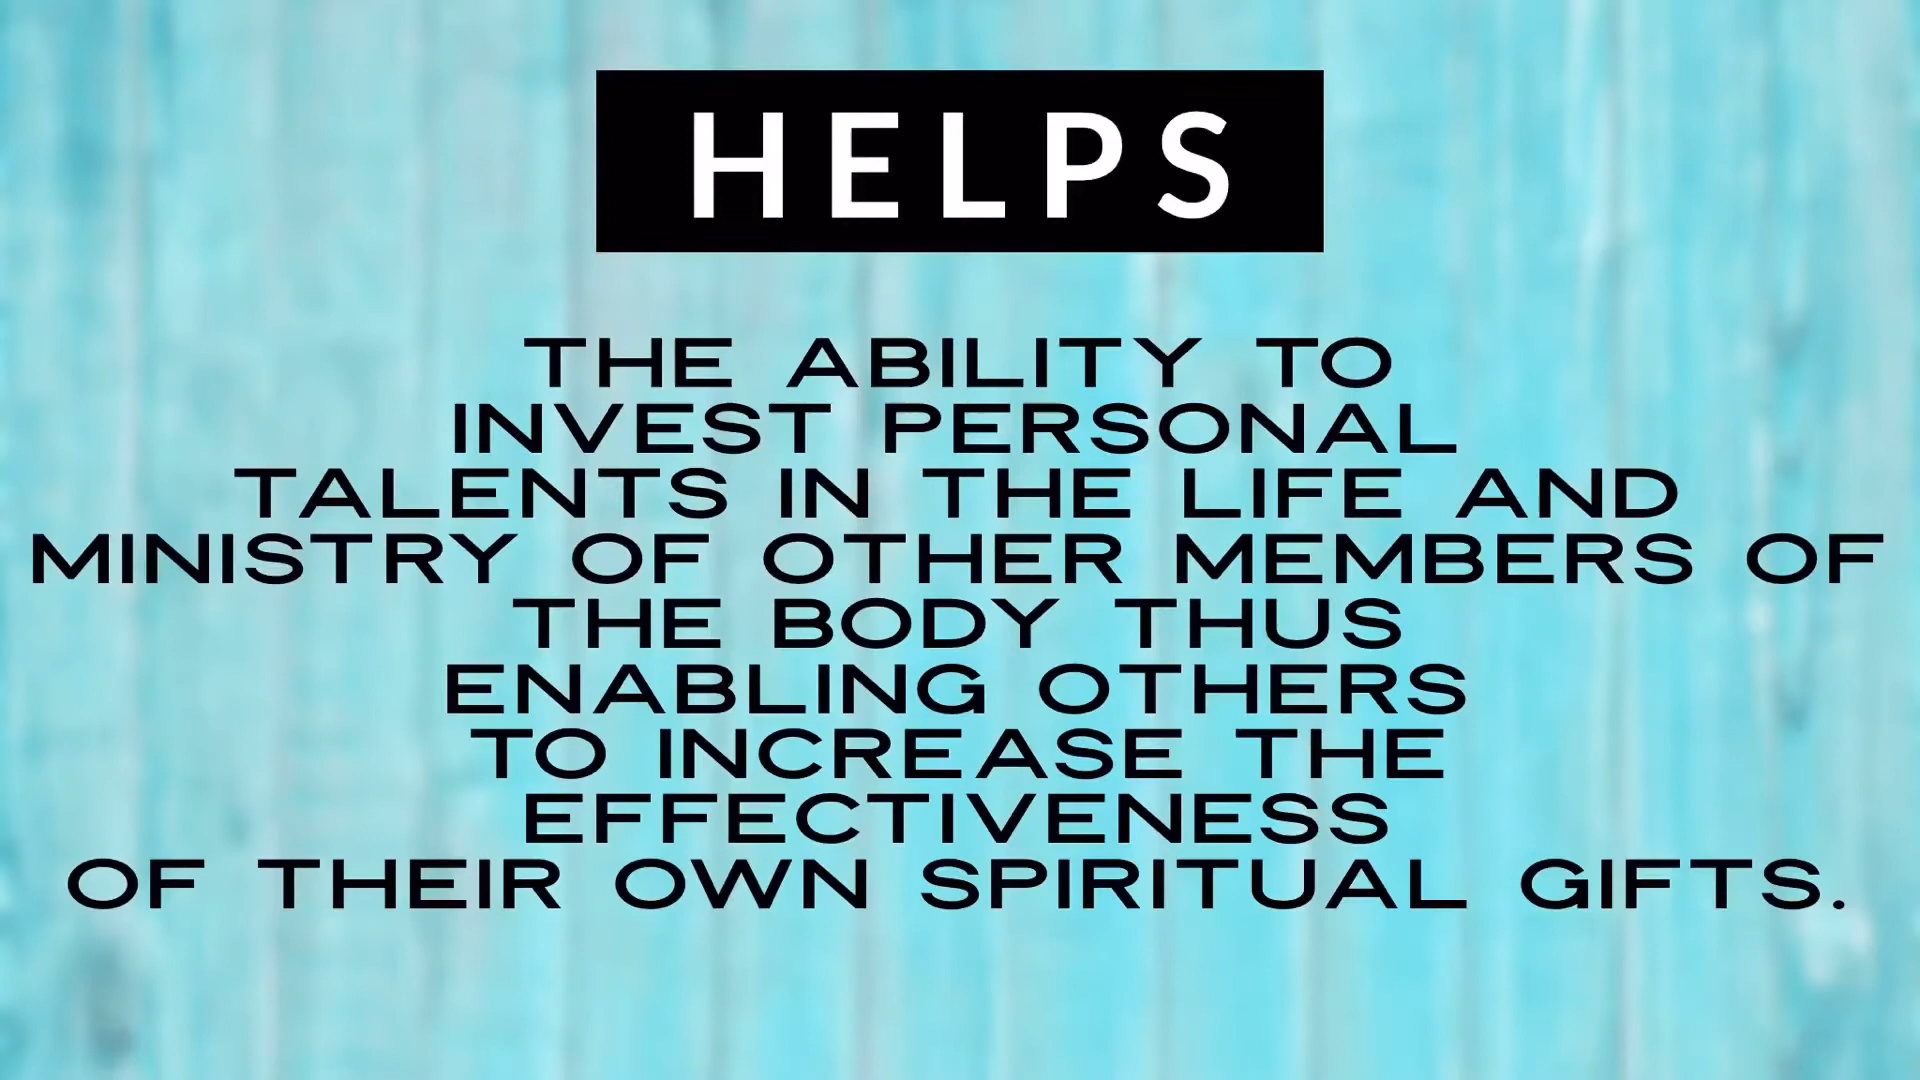 HELPS
THE ABILITY TO
INVEST PERSONAL
TALENTS IN THE LIFE AND
MINISTRY OF OTHER MEMBERS OF
THE BODY THUS
ENABLING OTHERS
TO INCREASE THE
EFFECTIVENESS
OF THEIR OWN SPIRITUAL GIFTS.